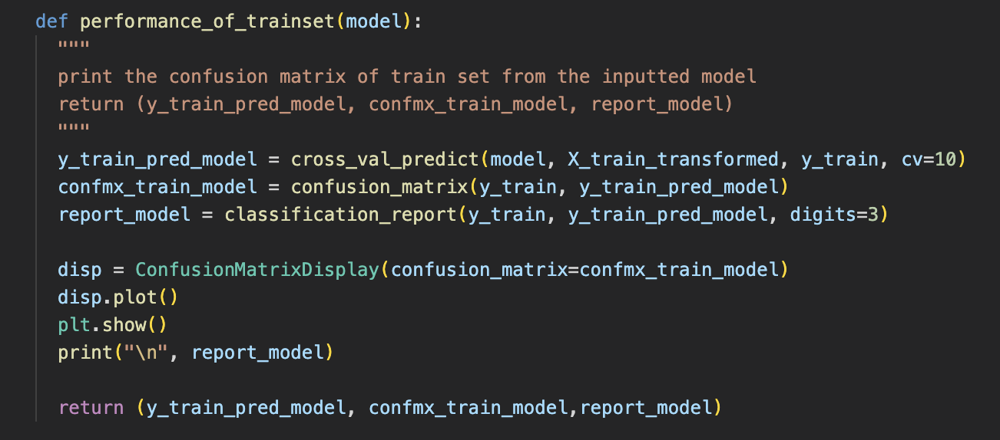 def performance_of_trainset(model):
"""
print the confusion matrix of train set from the inputted model
return (y_train_pred_model, confmx_train_model, report_model)
"""
y_train_pred_model = cross_val_predict(model, X_train_transformed, y_train, cv=10)
confmx_train_model = confusion_matrix(y_train, y_train_pred_model)
report_model = classification_report(y_train, y_train_pred_model, digits=3)
disp = ConfusionMatrixDisplay(confusion_matrix=confmx_train_model)
disp.plot()
plt.show()
print("\n", report_model)
return (y_train_pred_model, confmx_train_model,report_model)